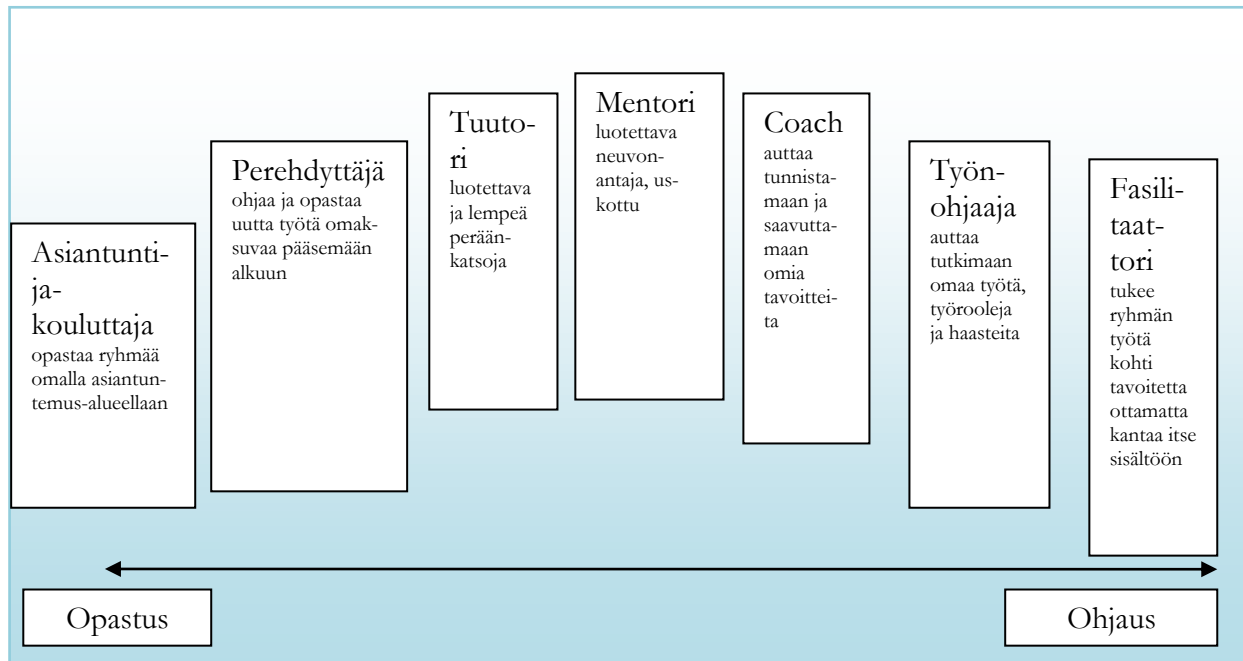 Asiantunti-
ja-
kouluttaja
opastaa ryhmää
omalla asiantun-
temus-alueellaan
Perehdyttäjä
ohjaa ja opastaa
uutta työtä omak-
suvaa pääsemään
alkuun
Tuuto-
ri
luotettava
ja lempeä
perään-
katsoja
Mentori
luotettava
neuvon-
antaja, us-
kottu
Coach
auttaa
tunnista-
maan ja
saavutta-
maan
omia
tavoittei-
ta
Työn-
ohjaaja
auttaa
tutkimaan
omaa työtä,
työrooleja
ja haasteita
Fasili-
taat-
tori
tukee
ryhmän
työtä
kohti
tavoitetta
ottamatta
kantaa itse
sisältöön
Opastus
Ohjaus